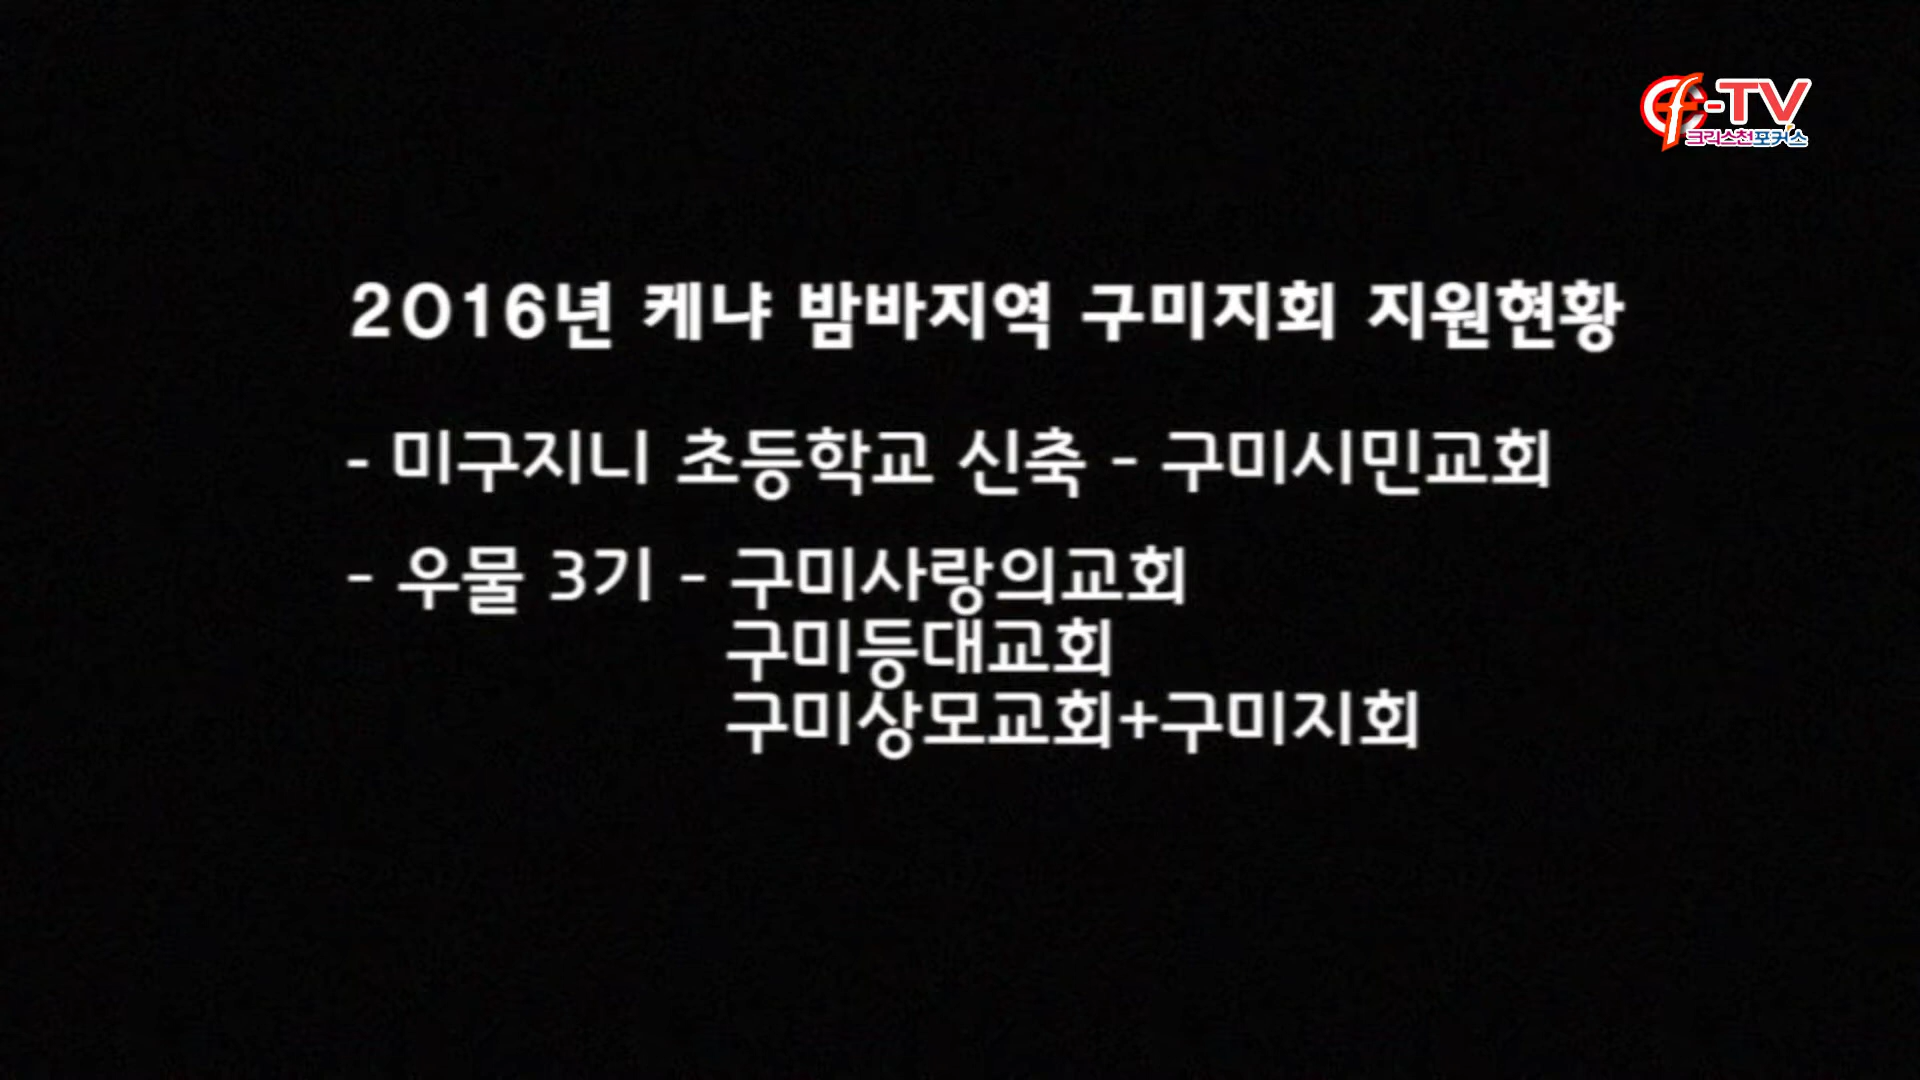 -TV
크리스천포커스
2016년 케냐 밤바지역 구미지회 지원현황
- 미구지니 초등학교 신축 - 구미시민교회
- 우물 3기 - 구미사랑의교회
구미등대교회
구미상모교회+구미지회